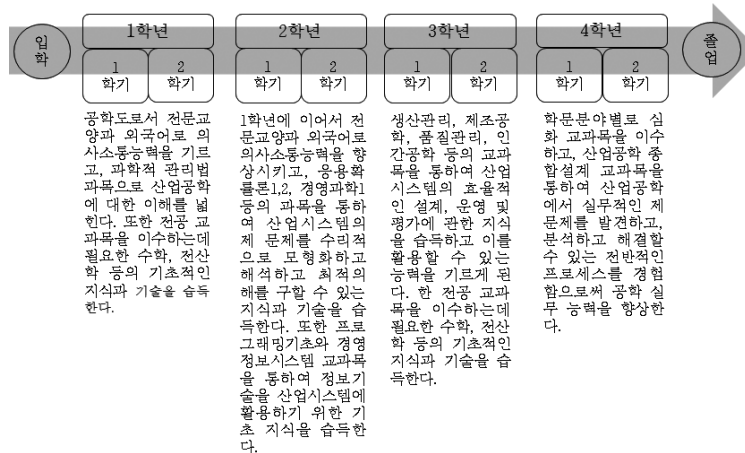 입
학
1학년
1
학기
2
학기
2학년
1
학기
2
학기
3학년
1
학기
2
학기
4학년
1
학기
2
학기
졸
업
공학도로서 전문교
양과 외국어로 의
사소통능력을 기르
고, 과학적 관리법
과목으로 산업공학
에 대한 이해를 넓
힌다. 또한 전공 교
과목을 이수하는데
필요한 수학, 전산
학 등의 기초적인
지식과 기술을 습득
한다.
1학년에 이어서 전
문교양과 외국어로
의사소통능력을 향
상시키고, 응용확
률론1,2, 경영과학1
등의 과목을 통하
여 산업시스템의
제 문제를 수리적
으로 모형화하고
해석하고 최적의
해를 구할 수 있는
지식과 기술을 습
득한다. 또한 프로
그래밍기초와 경영
정보시스템 교과목
을 통하여 정보기
술을 산업시스템에
활용하기 위한 기
초 지식을 습득한
다.
생산관리, 제조공
학, 품질관리, 인
간공학 등의 교과
목을 통하여 산업
시스템의 효율적
인 설계, 운영 및
평가에 관한 지식
을 습득하고 이를
활용할 수 있는
능력을 기르게 된
다. 한 전공 교과
목을 이수하는데
필요한 수학, 전산
학 등의 기초적인
지식과 기술을 습
득한다.
학문분야별로 심
화 교과목을 이수
하고, 산업공학 종
합설계 교과목을
통하여 산업공학
에서 실무적인 제
문제를 발견하고,
분석하고 해결할
수 있는 전반적인
프로세스를 경험
함으로써 공학 실
무 능력을 향상한
다.